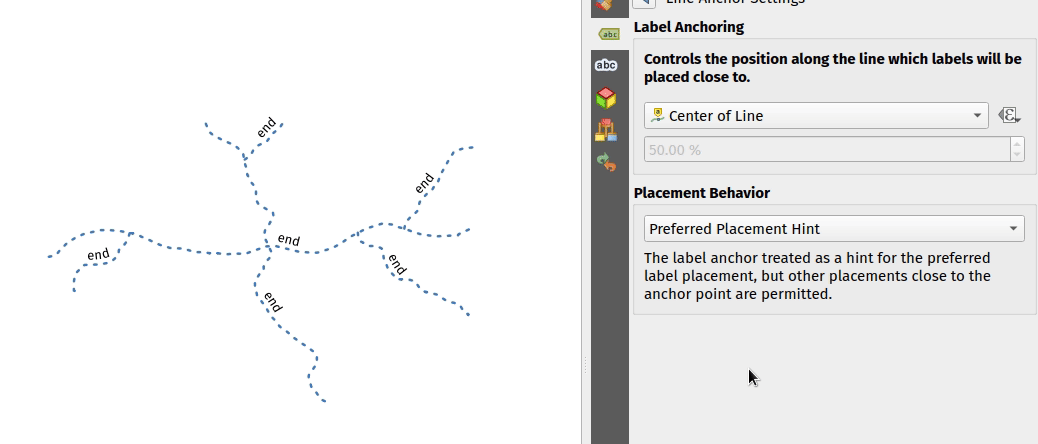 Line Anchor Settings
Label Anchoring
Controls the position along the line which labels will be
placed close to.
Center of Line
50.00 %
Placement Behavior
Preferred Placement Hint
The label anchor treated as a hint for the preferred
label placement, but other placements close to the
anchor point are permitted.
abc
abc
end
end
end
end
end
end